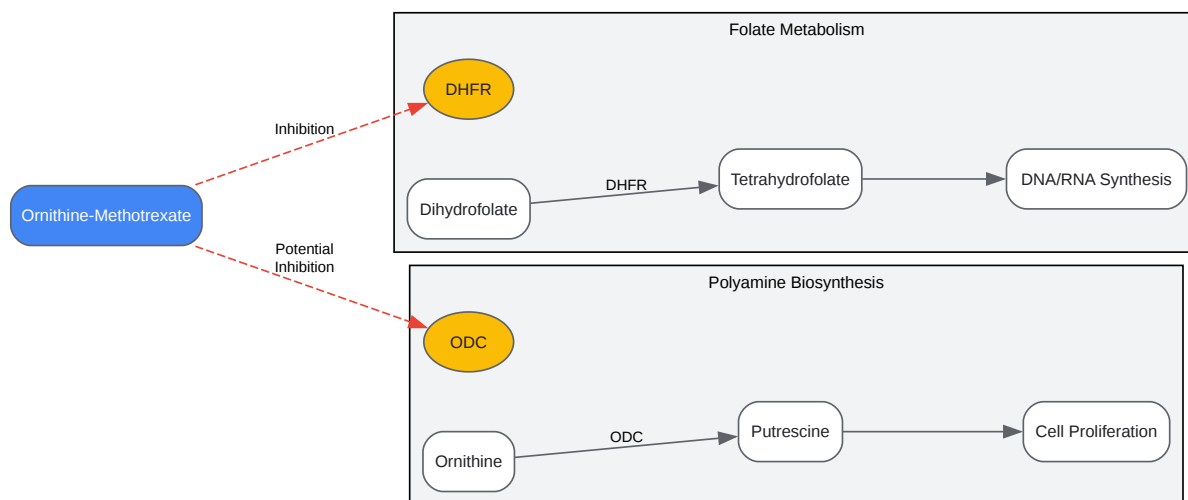 Folate Metabolism
DHFR
Inhibition
DHFR
Dihydrofolate
Tetrahydrofolate
DNA/RNA Synthesis
Ornithine-Methotrexate
Potential
Inhibition
Polyamine Biosynthesis
ODC
ODC
Ornithine
Putrescine
Cell Proliferation